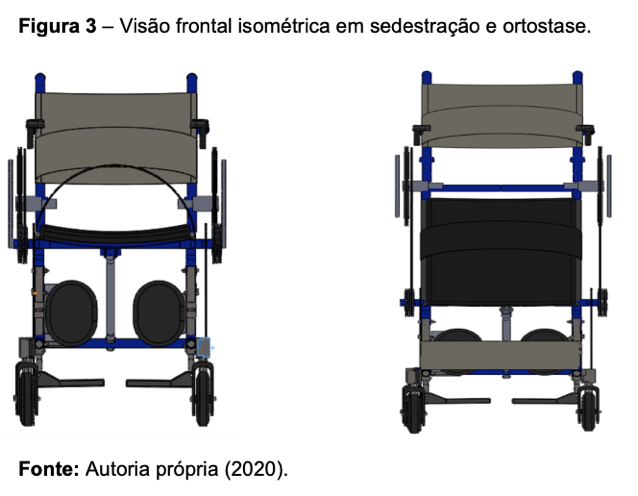 Figura 3 – Visão frontal isométrica em sedestração e ortostase.
Fonte: Autoria própria (2020).